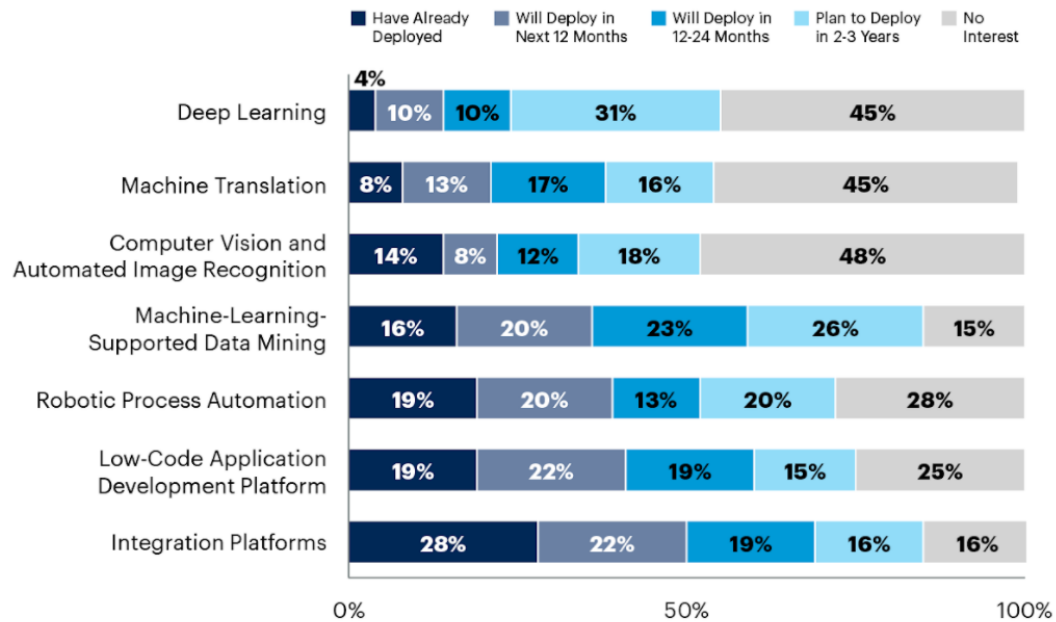 Have Already
Deployed
Will Deploy in
Next 12 Months
Will Deploy in
12-24 Months
Plan to Deploy
in 2-3 Years
No
Interest
4%
Deep Learning
10%
10%
31%
45%
Machine Translation
8%
13%
17%
16%
45%
Computer Vision and
Automated Image Recognition
14%
8%
12%
18%
48%
Machine-Learning-
Supported Data Mining
16%
20%
23%
26%
15%
Robotic Process Automation
19%
20%
13%
20%
28%
Low-Code Application
Development Platform
19%
22%
19%
15%
25%
Integration Platforms
28%
22%
19%
16%
16%
0%
50%
100%